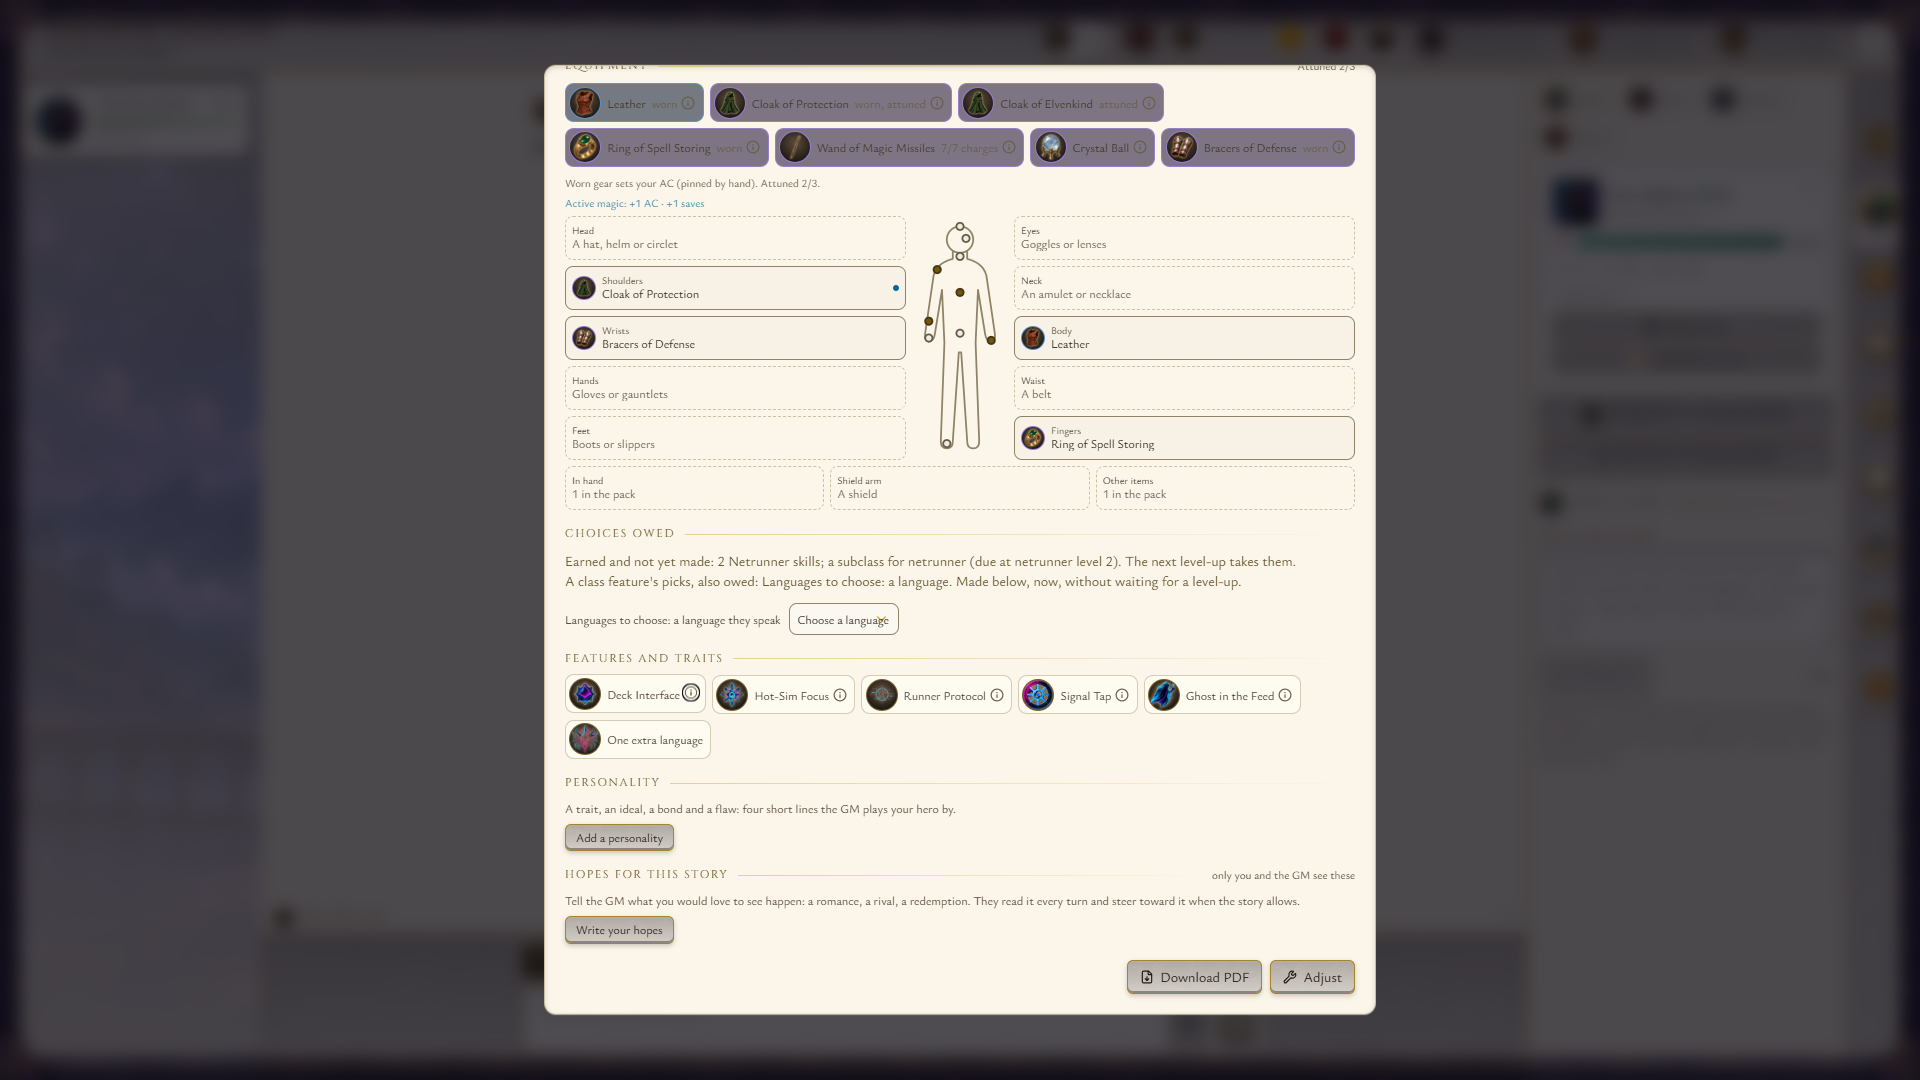 EQUIPMENT
Attuned 2/3
Leather worn
Cloak of Protection worn, attuned
Cloak of Elvenkind attuned
Ring of Spell Storing worn
Wand of Magic Missiles 7/7 charges
Crystal Ball
Bracers of Defense worn
Worn gear sets your AC (pinned by hand). Attuned 2/3.
Active magic: +1 AC · +1 saves
Head
A hat, helm or circlet
Eyes
Goggles or lenses
Shoulders
Cloak of Protection
Neck
An amulet or necklace
Wrists
Bracers of Defense
Body
Leather
Hands
Gloves or gauntlets
Waist
A belt
Feet
Boots or slippers
Fingers
Ring of Spell Storing
In hand
1 in the pack
Shield arm
A shield
Other items
1 in the pack
CHOICES OWED
Earned and not yet made: 2 Netrunner skills; a subclass for netrunner (due at netrunner level 2). The next level-up takes them.
A class feature's picks, also owed: Languages to choose: a language. Made below, now, without waiting for a level-up.
Languages to choose: a language they speak
Choose a language
FEATURES AND TRAITS
Deck Interface
Hot-Sim Focus
Runner Protocol
Signal Tap
Ghost in the Feed
One extra language
PERSONALITY
A trait, an ideal, a bond and a flaw: four short lines the GM plays your hero by.
Add a personality
HOPES FOR THIS STORY
only you and the GM see these
Tell the GM what you would love to see happen: a romance, a rival, a redemption. They read it every turn and steer toward it when the story allows.
Write your hopes
Download PDF
Adjust